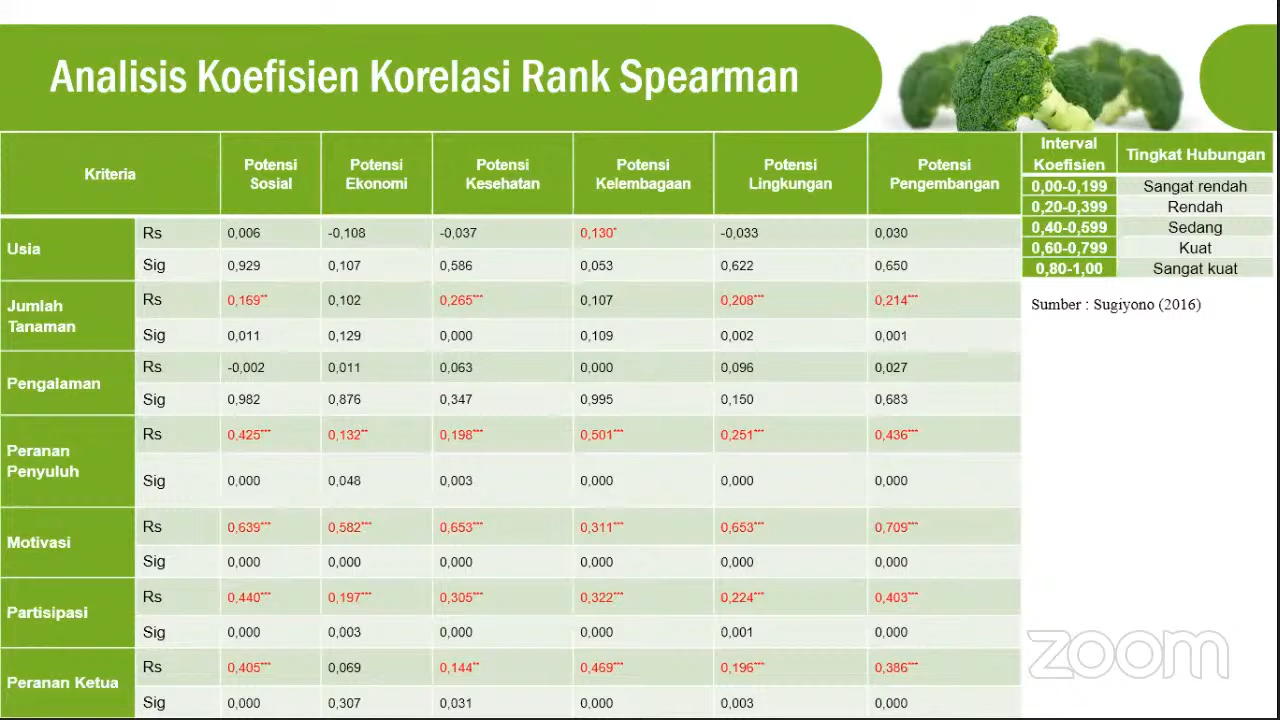 Analisis Koefisien Korelasi Rank Spearman
Kriteria
Potensi
Sosial
Potensi
Ekonomi
Potensi
Kesehatan
Potensi
Kelembagaan
Potensi
Lingkungan
Potensi
Pengembangan
Usia
Rs 0,006 -0,108 -0,037 0,130* -0,033 0,030
Sig 0,929 0,107 0,586 0,053 0,622 0,650
Jumlah
Tanaman
Rs 0,169** 0,102 0,265*** 0,107 0,208*** 0,214***
Sig 0,011 0,129 0,000 0,109 0,002 0,001
Pengalaman
Rs -0,002 0,011 0,063 0,000 0,096 0,027
Sig 0,982 0,876 0,347 0,995 0,150 0,683
Peranan
Penyuluh
Rs 0,425*** 0,132** 0,198*** 0,501*** 0,251*** 0,436***
Sig 0,000 0,048 0,003 0,000 0,000 0,000
Motivasi
Rs 0,639*** 0,582*** 0,653*** 0,311*** 0,653*** 0,709***
Sig 0,000 0,000 0,000 0,000 0,000 0,000
Partisipasi
Rs 0,440*** 0,197*** 0,305*** 0,322*** 0,224*** 0,403***
Sig 0,000 0,003 0,000 0,000 0,001 0,000
Peranan Ketua
Rs 0,405*** 0,069 0,144** 0,469*** 0,196*** 0,386***
Sig 0,000 0,307 0,031 0,000 0,003 0,000
Interval
Koefisien
Tingkat Hubungan
0,00-0,199 Sangat rendah
0,20-0,399 Rendah
0,40-0,599 Sedang
0,60-0,799 Kuat
0,80-1,00 Sangat kuat
Sumber : Sugiyono (2016)
zoom